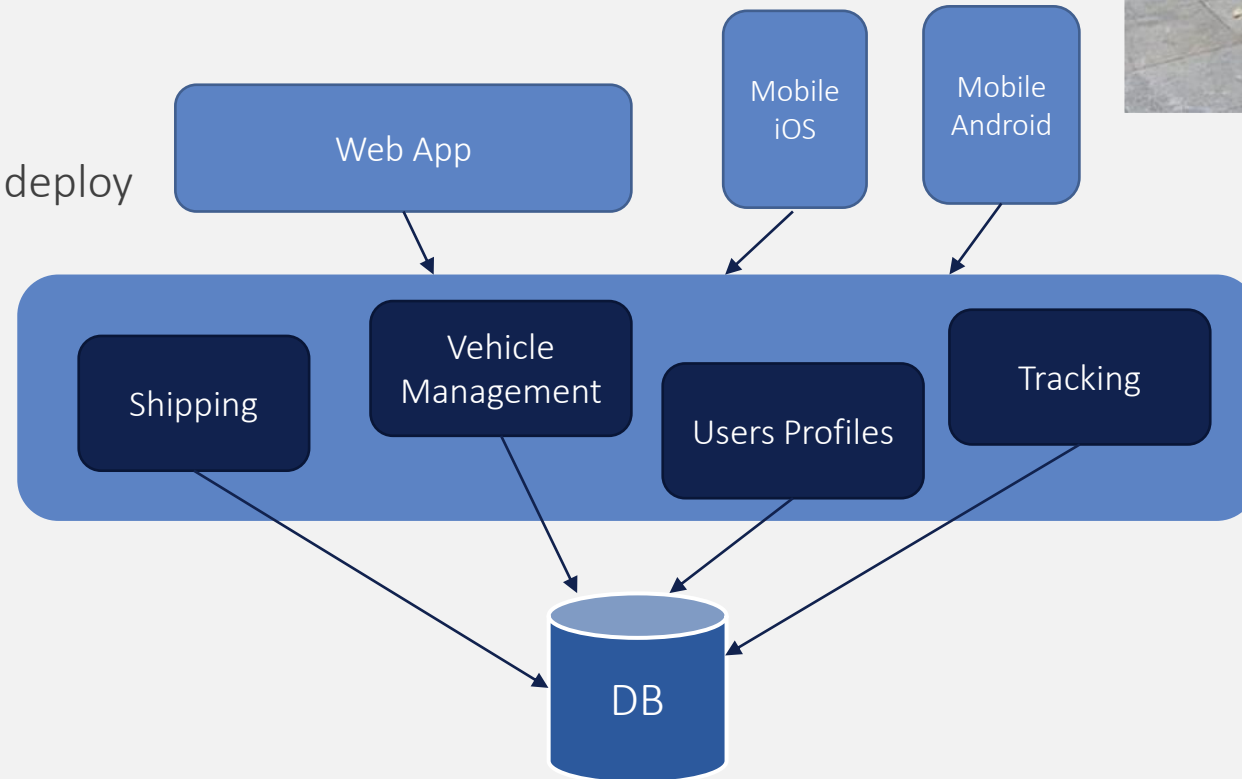 Mobile
iOS
Mobile
Android
Web App
deploy
Vehicle
Management
Shipping
Tracking
Users Profiles
DB